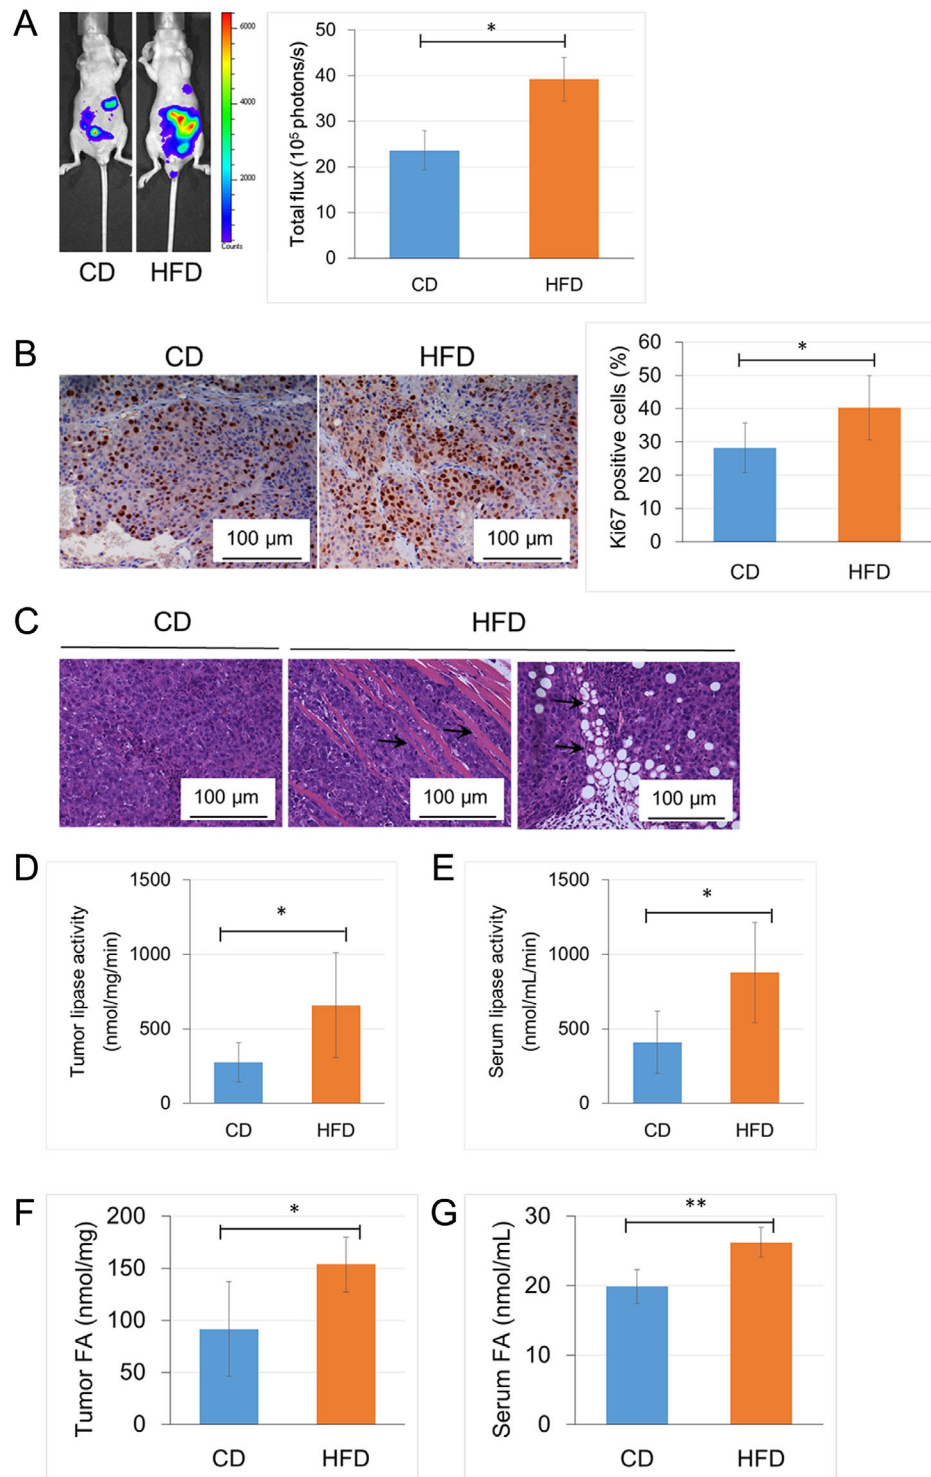 A
6000
4000
2000
Counts
CD HFD
Total flux (10⁵ photons/s)
50
40
30
20
10
0
*
CD HFD
B
CD HFD
100 µm 100 µm
Ki67 positive cells (%)
60
50
40
30
20
10
0
*
CD HFD
C
CD HFD
100 µm 100 µm 100 µm
D
Tumor lipase activity
(nmol/mg/min)
1500
1000
500
0
*
CD HFD
E
Serum lipase activity
(nmol/mL/min)
1500
1000
500
0
*
CD HFD
F
Tumor FA (nmol/mg)
200
150
100
50
0
*
CD HFD
G
Serum FA (nmol/mL)
30
20
10
0
**
CD HFD